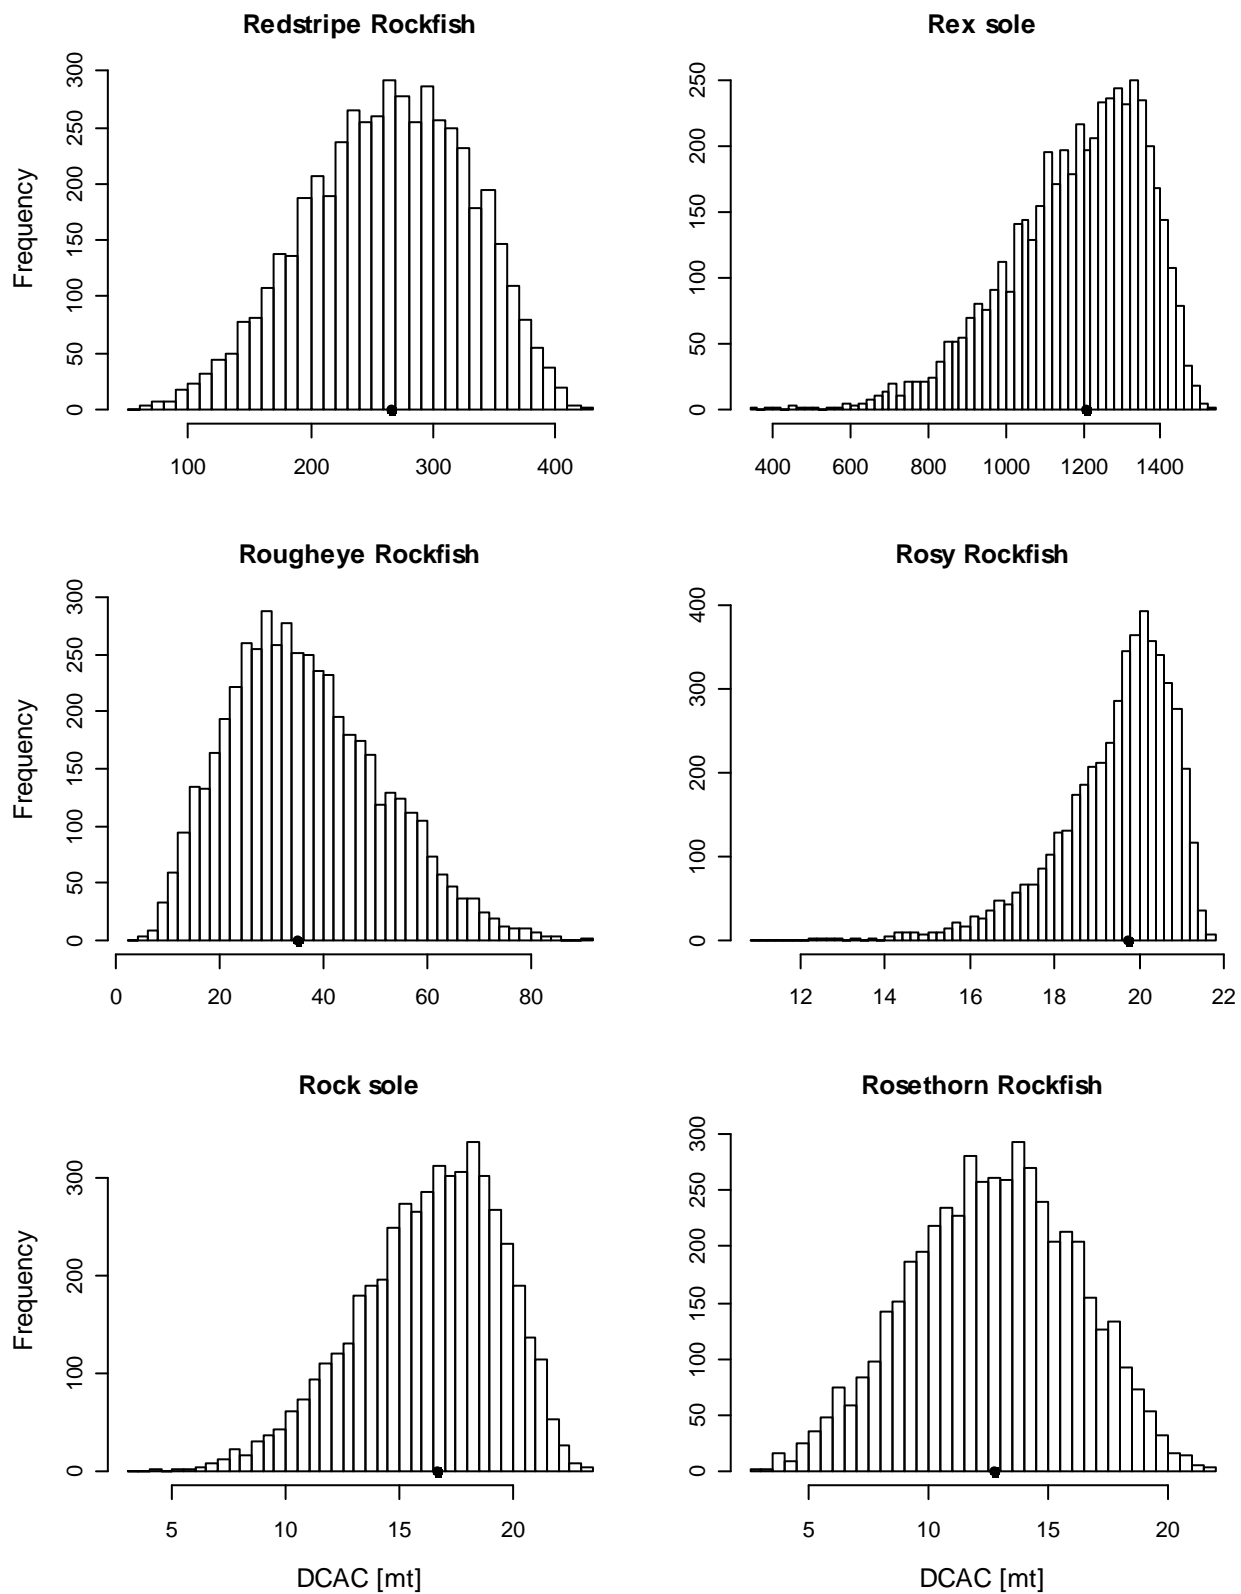 Redstripe Rockfish
Frequency
300
250
200
150
100
50
0
100 200 300 400
Rex sole
250
200
150
100
50
0
400 600 800 1000 1200 1400
Rougheye Rockfish
Frequency
300
250
200
150
100
50
0
0 20 40 60 80
Rosy Rockfish
400
300
200
100
0
12 14 16 18 20 22
Rock sole
Frequency
300
200
100
0
5 10 15 20
DCAC [mt]
Rosethorn Rockfish
300
250
200
150
100
50
0
5 10 15 20
DCAC [mt]